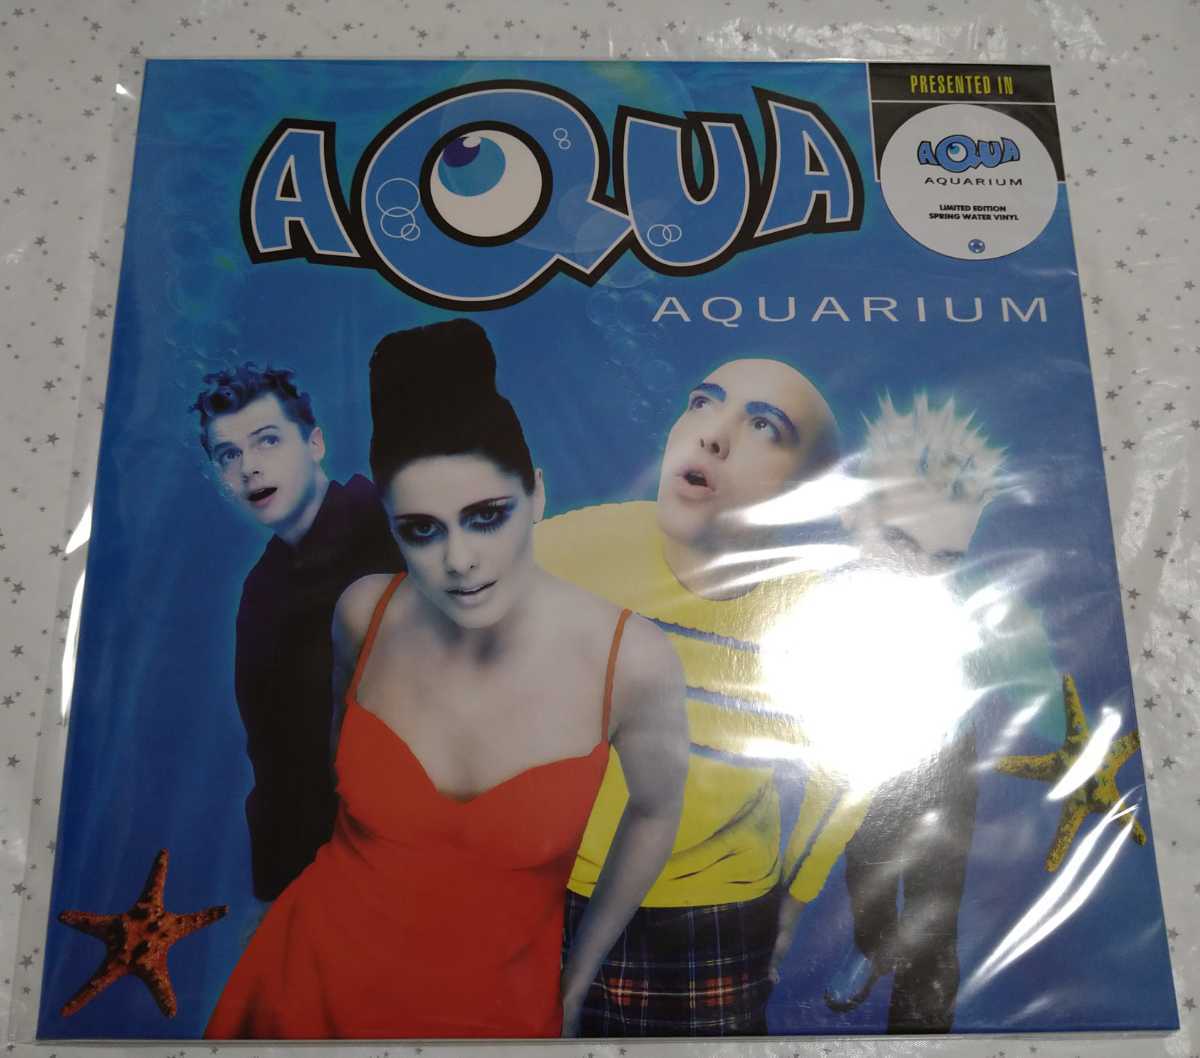 AQUA
AQUARIUM
PRESENTED IN
AQUA
AQUARIUM
LIMITED EDITION
SPRING WATER VINYL